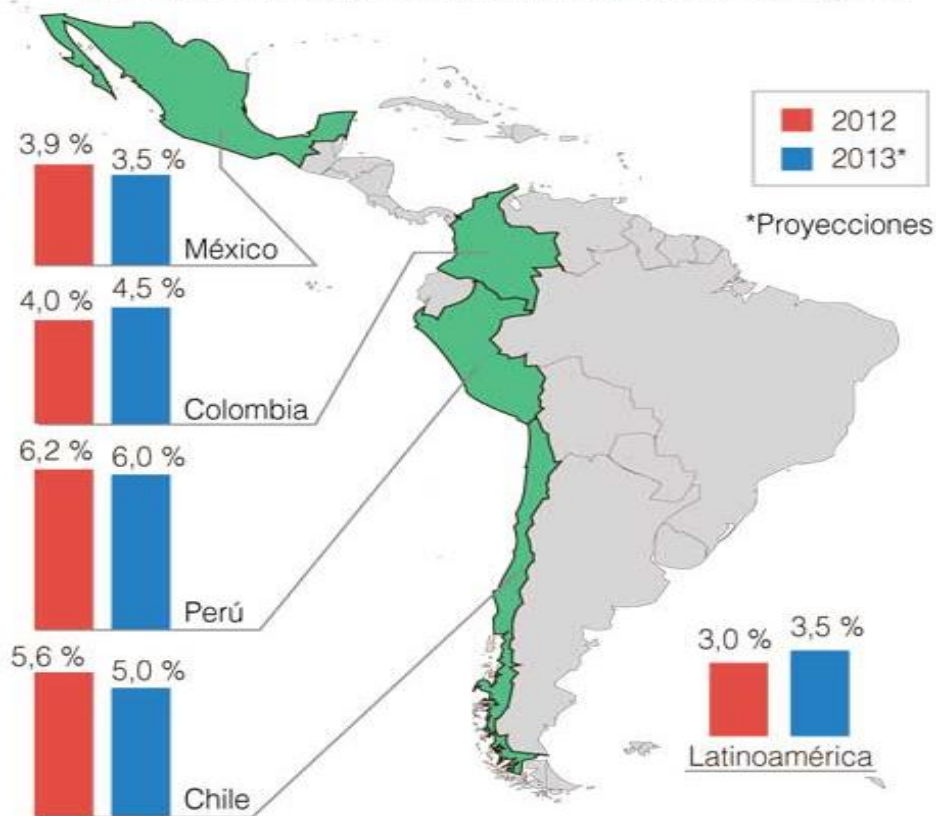 2012
2013*
*Proyecciones
3,9 %
3,5 %
México
4,0 %
4,5 %
Colombia
6,2 %
6,0 %
Perú
5,6 %
5,0 %
Chile
3,0 %
3,5 %
Latinoamérica